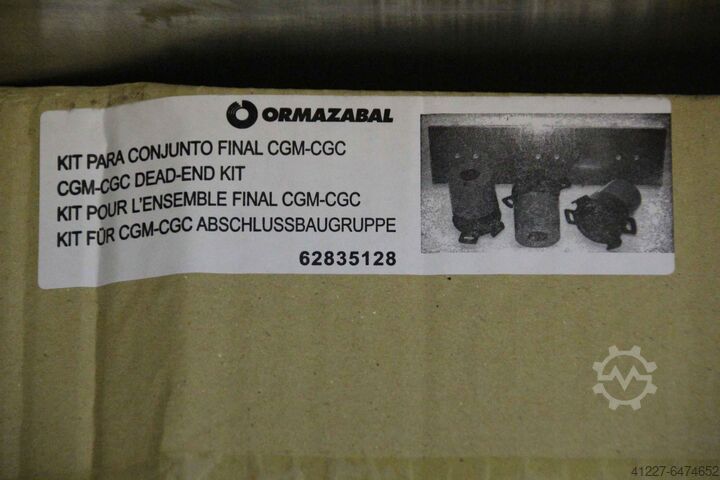 ORMAZABAL
KIT PARA CONJUNTO FINAL CGM-CGC
CGM-CGC DEAD-END KIT
KIT POUR L'ENSEMBLE FINAL CGM-CGC
KIT FÜR CGM-CGC ABSCHLUSSBAUGRUPPE
62835128
41227-6474652